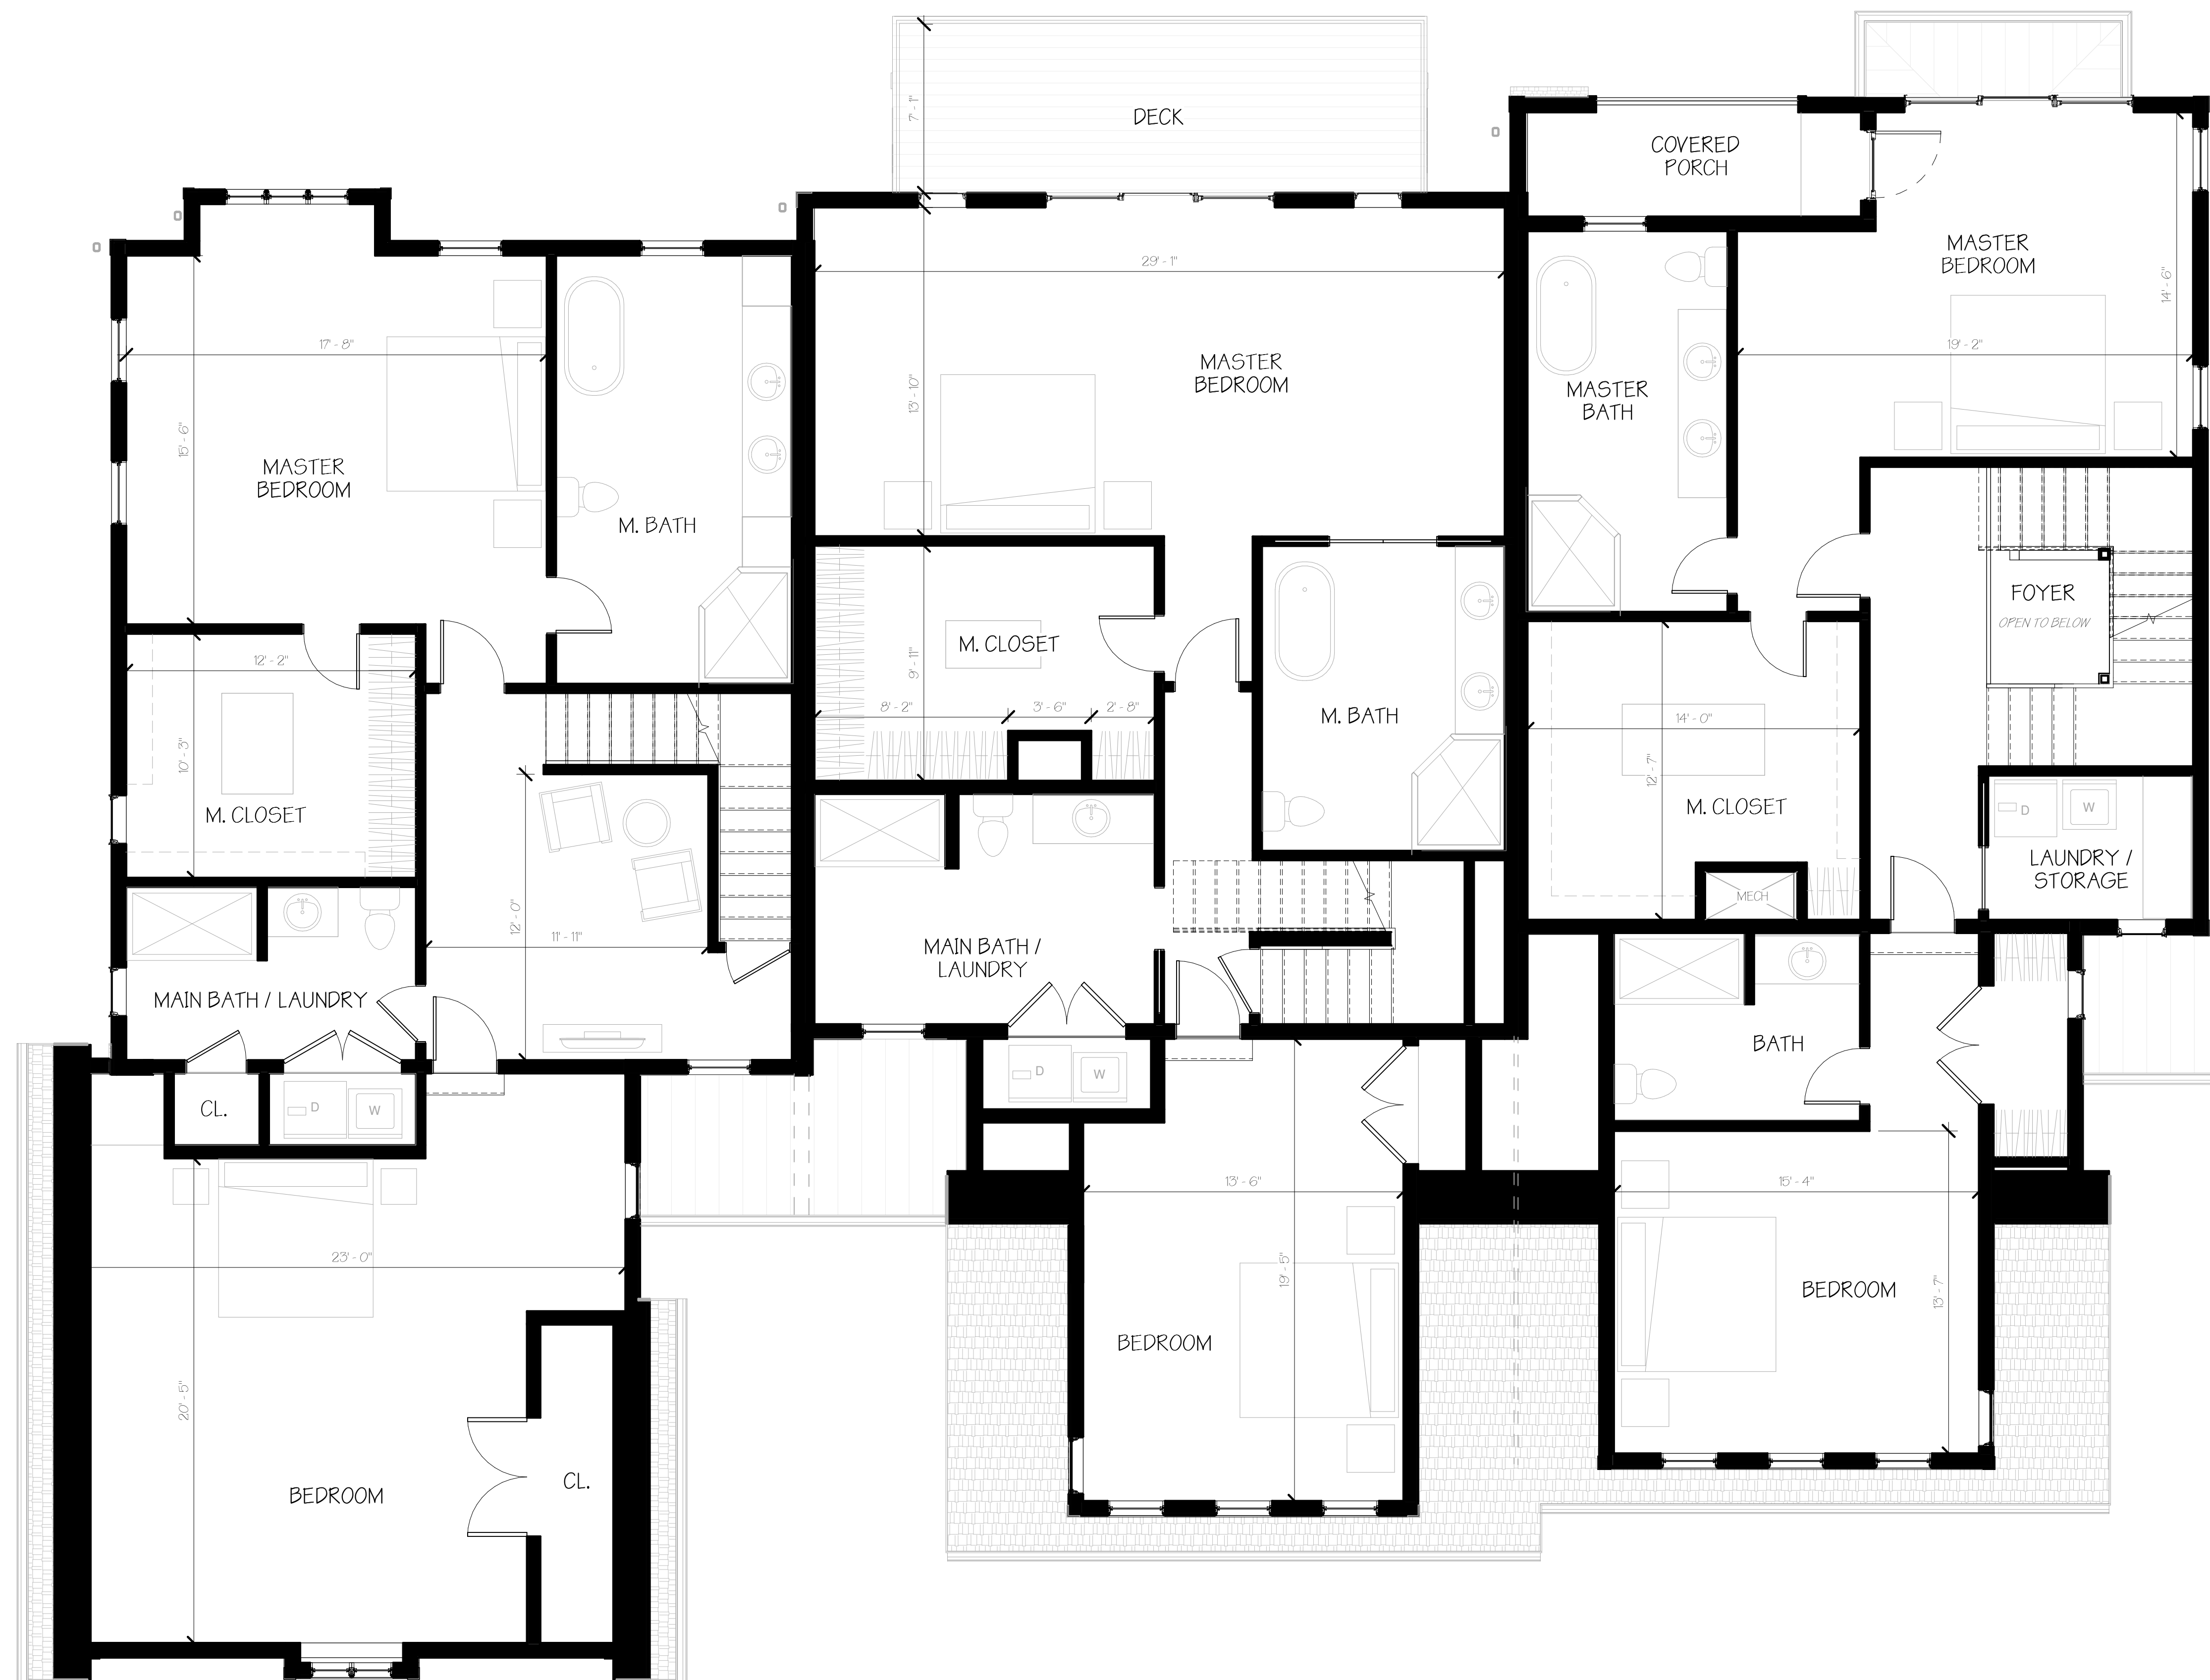 7' - 1"
DECK
COVERED
PORCH
MASTER
BEDROOM
14' - 6"
19' - 2"
29' - 1"
17' - 8"
15' - 6"
MASTER
BEDROOM
M. BATH
13' - 10"
MASTER
BEDROOM
MASTER
BATH
FOYER
OPEN TO BELOW
12' - 2"
10' - 3"
M. CLOSET
M. CLOSET
9' - 11"
8' - 2"
3' - 6"
2' - 8"
M. BATH
14' - 0"
12' - 7"
M. CLOSET
MECH
D
W
LAUNDRY /
STORAGE
12' - 0"
11' - 11"
MAIN BATH / LAUNDRY
MAIN BATH /
LAUNDRY
BATH
CL.
D
W
D
W
13' - 6"
15' - 4"
23' - 0"
19' - 5"
13' - 7"
BEDROOM
BEDROOM
20' - 5"
BEDROOM
CL.